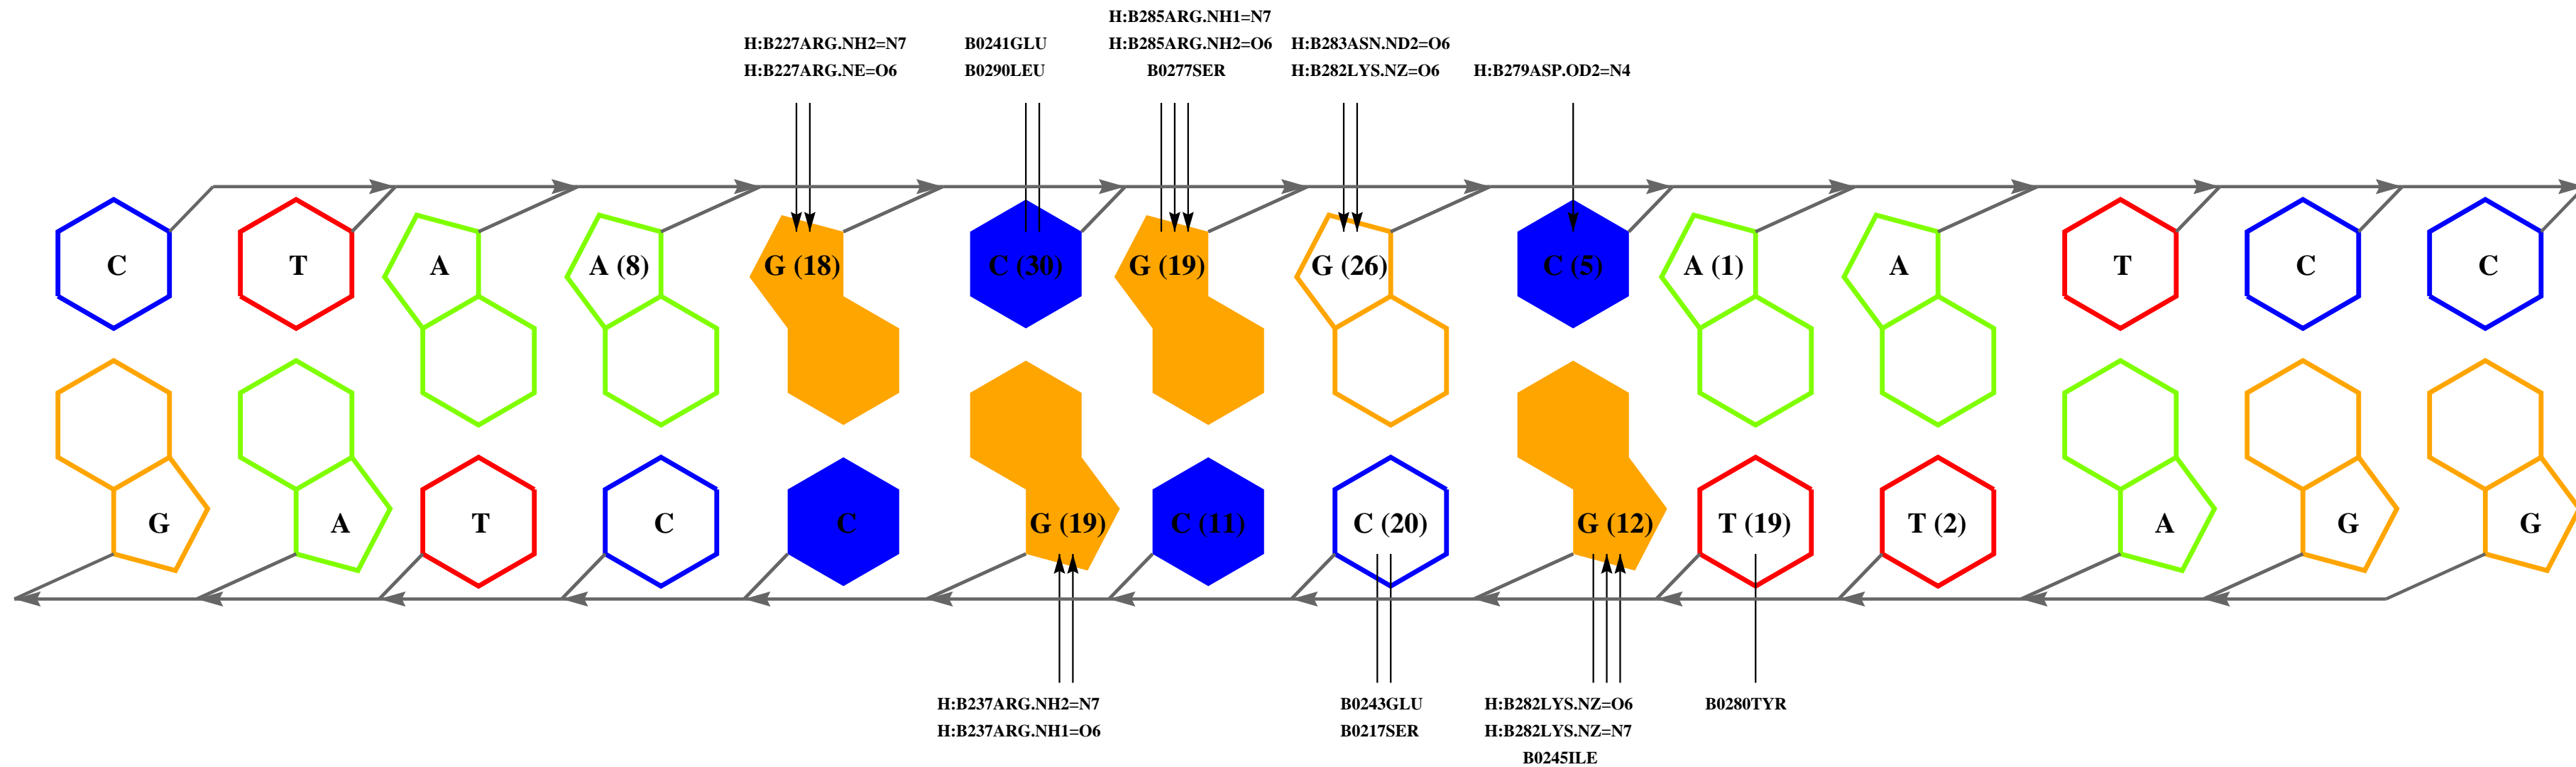 H:B285ARG.NH1=N7
H:B227ARG.NH2=N7 B0241GLU H:B285ARG.NH2=O6 H:B283ASN.ND2=O6
H:B227ARG.NE=O6 B0290LEU B0277SER H:B282LYS.NZ=O6 H:B279ASP.OD2=N4
C T A A (8) G (18) C (30) G (19) G (26) C (5) A (1) A T C C
G A T C C G (19) C (11) C (20) G (12) T (19) T (2) A G G
H:B237ARG.NH2=N7 B0243GLU H:B282LYS.NZ=O6 B0280TYR
H:B237ARG.NH1=O6 B0217SER H:B282LYS.NZ=N7
B0245ILE